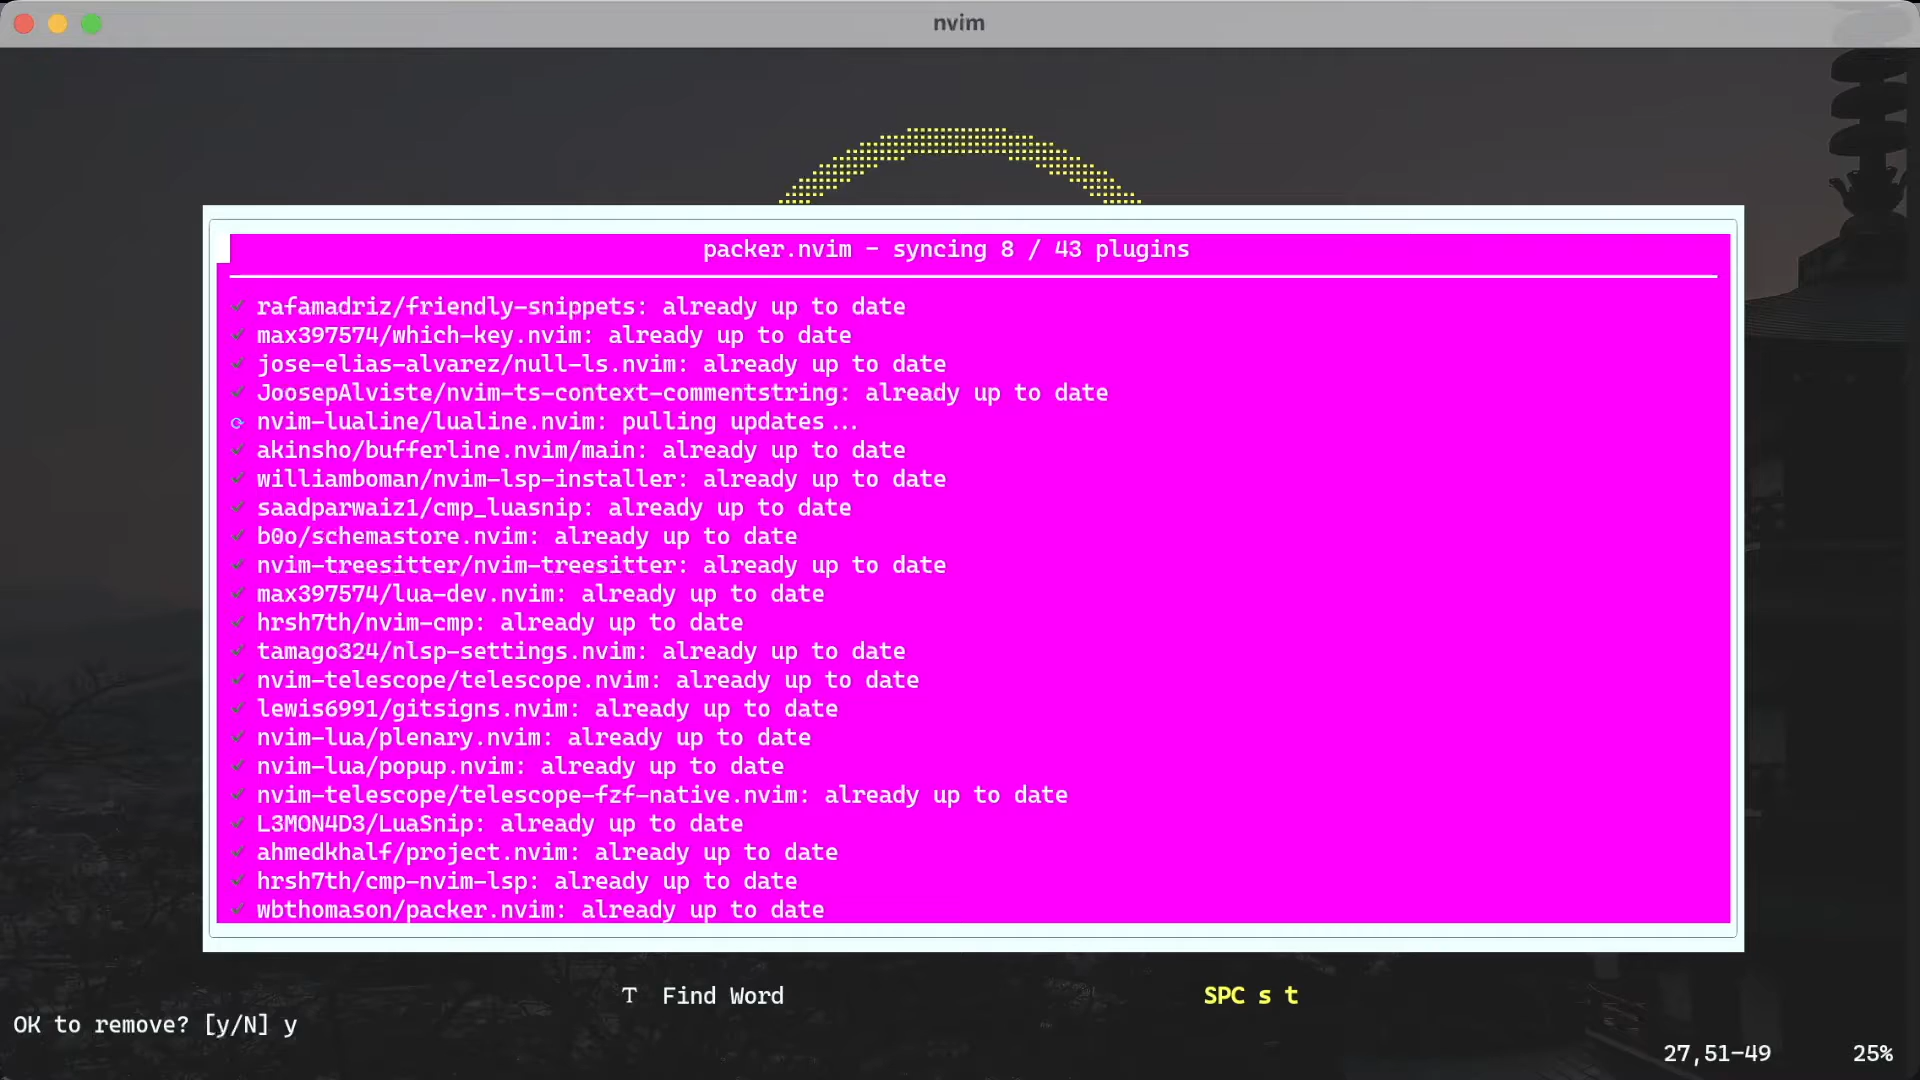 nvim
packer.nvim - syncing 8 / 43 plugins
✓ rafamadriz/friendly-snippets: already up to date
✓ max397574/which-key.nvim: already up to date
✓ jose-elias-alvarez/null-ls.nvim: already up to date
✓ JoosepAlviste/nvim-ts-context-commentstring: already up to date
⟳ nvim-lualine/lualine.nvim: pulling updates...
✓ akinsho/bufferline.nvim/main: already up to date
✓ williamboman/nvim-lsp-installer: already up to date
✓ saadparwaiz1/cmp_luasnip: already up to date
✓ b0o/schemastore.nvim: already up to date
✓ nvim-treesitter/nvim-treesitter: already up to date
✓ max397574/lua-dev.nvim: already up to date
✓ hrsh7th/nvim-cmp: already up to date
✓ tamago324/nlsp-settings.nvim: already up to date
✓ nvim-telescope/telescope.nvim: already up to date
✓ lewis6991/gitsigns.nvim: already up to date
✓ nvim-lua/plenary.nvim: already up to date
✓ nvim-lua/popup.nvim: already up to date
✓ nvim-telescope/telescope-fzf-native.nvim: already up to date
✓ L3MON4D3/LuaSnip: already up to date
✓ ahmedkhalf/project.nvim: already up to date
✓ hrsh7th/cmp-nvim-lsp: already up to date
✓ wbthomason/packer.nvim: already up to date
T Find Word SPC s t
OK to remove? [y/N] y
27,51-49 25%